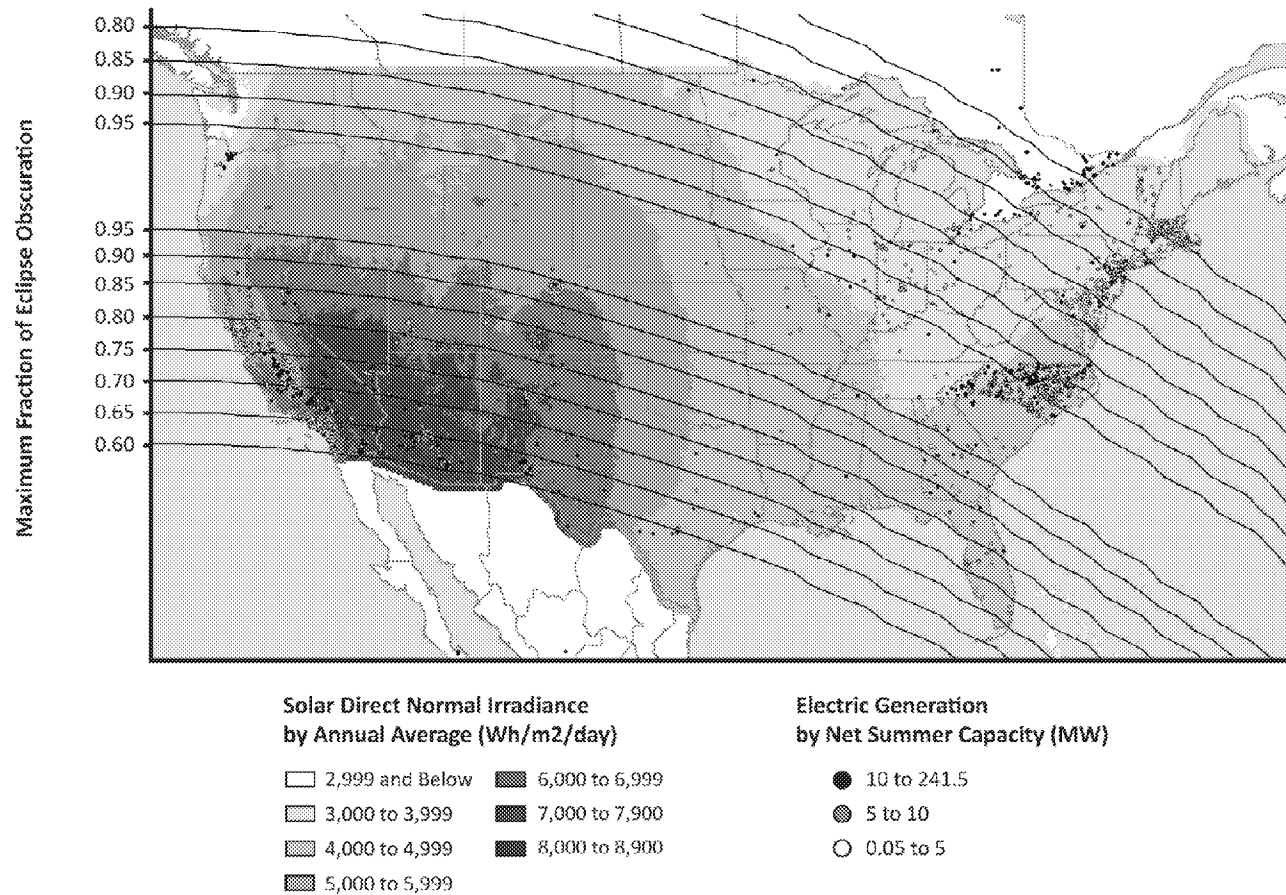 0.80
0.85
0.90
0.95
0.95
0.90
0.85
0.80
0.75
0.70
0.65
0.60
Maximum Fraction of Eclipse Obscuration
Solar Direct Normal Irradiance
by Annual Average (Wh/m2/day)
2,999 and Below
3,000 to 3,999
4,000 to 4,999
5,000 to 5,999
6,000 to 6,999
7,000 to 7,900
8,000 to 8,900
Electric Generation
by Net Summer Capacity (MW)
10 to 241.5
5 to 10
0.05 to 5